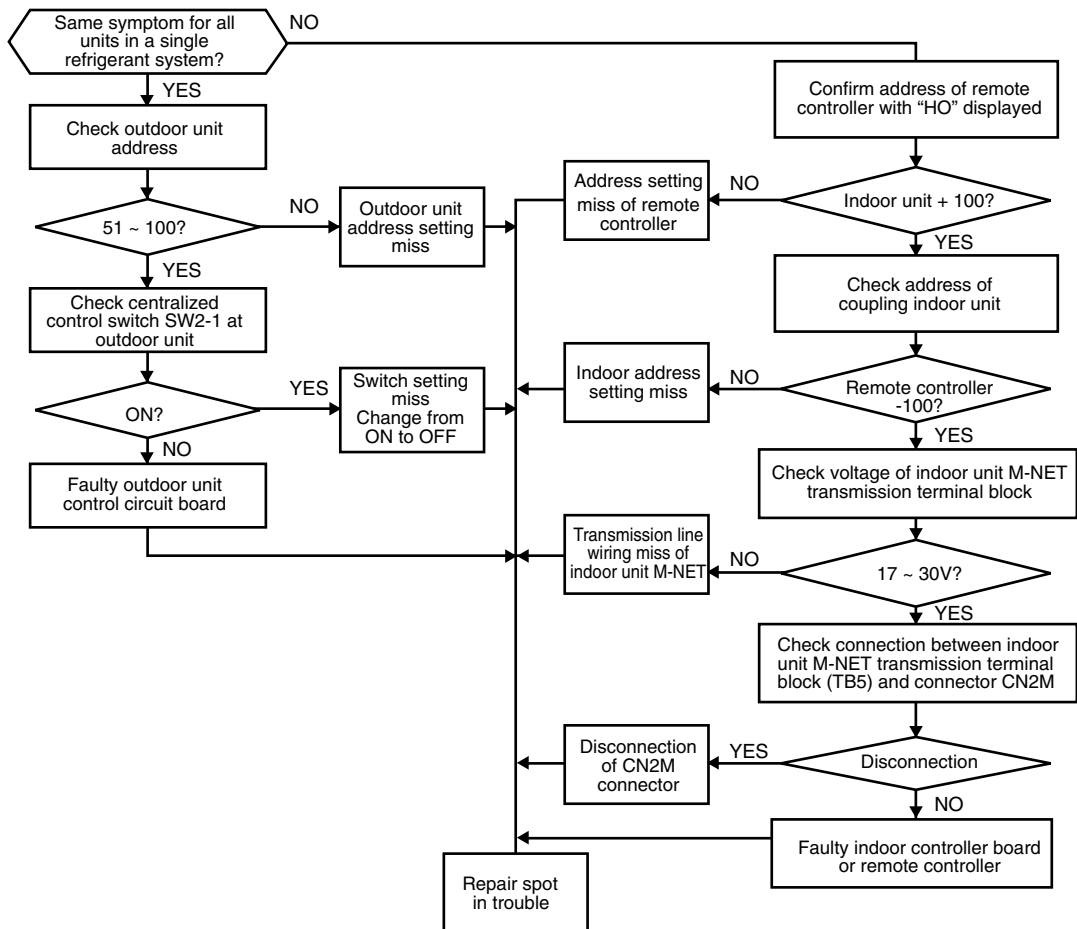 Same symptom for all
units in a single
refrigerant system?
NO
YES
Check outdoor unit
address
51 ~ 100?
NO
Outdoor unit
address setting
miss
YES
Check centralized
control switch SW2-1 at
outdoor unit
ON?
YES
Switch setting
miss
Change from
ON to OFF
NO
Faulty outdoor unit
control circuit board
Confirm address of remote
controller with “HO” displayed
Indoor unit + 100?
NO
Address setting
miss of remote
controller
YES
Check address of
coupling indoor unit
Remote controller
-100?
NO
Indoor address
setting miss
YES
Check voltage of indoor unit M-NET
transmission terminal block
17 ~ 30V?
NO
Transmission line
wiring miss of
indoor unit M-NET
YES
Check connection between indoor
unit M-NET transmission terminal
block (TB5) and connector CN2M
Disconnection
YES
Disconnection
of CN2M
connector
NO
Faulty indoor controller board
or remote controller
Repair spot
in trouble